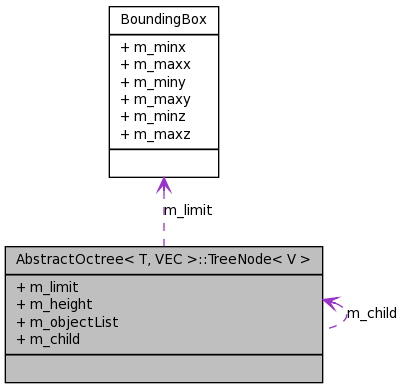 BoundingBox
+ m_minx
+ m_maxx
+ m_miny
+ m_maxy
+ m_minz
+ m_maxz
m_limit
AbstractOctree< T, VEC >::TreeNode< V >
+ m_limit
+ m_height
+ m_objectList
+ m_child
m_child